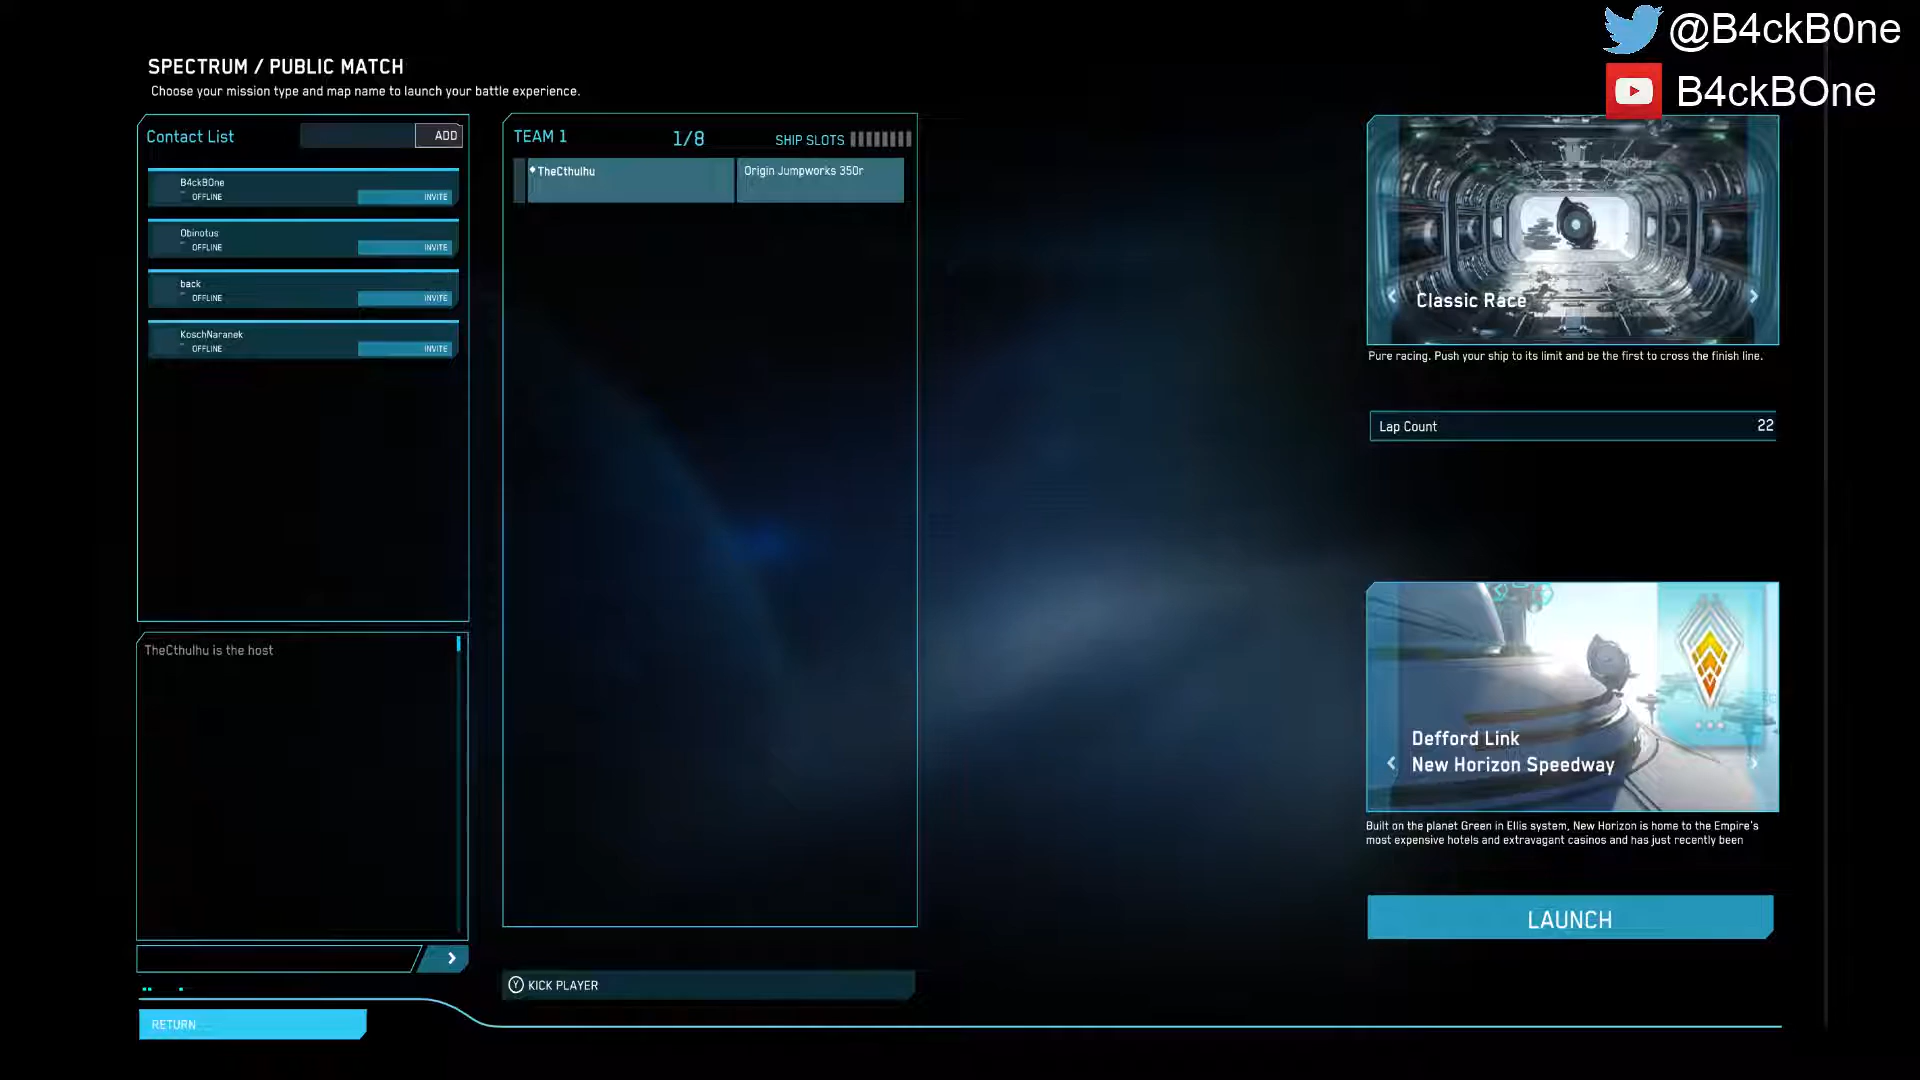 @B4ckB0ne
B4ckBOne
SPECTRUM / PUBLIC MATCH
Choose your mission type and map name to launch your battle experience.
Contact List
ADD
B4ckB0ne
OFFLINE
INVITE
Obinotus
OFFLINE
INVITE
back
OFFLINE
INVITE
KoschNaranek
OFFLINE
INVITE
TheCthulhu is the host
RETURN
TEAM 1
1/8
SHIP SLOTS
TheCthulhu
Origin Jumpworks 350r
Y KICK PLAYER
Classic Race
Pure racing. Push your ship to its limit and be the first to cross the finish line.
Lap Count
22
Defford Link
New Horizon Speedway
Built on the planet Green in Ellis system, New Horizon is home to the Empire's
most expensive hotels and extravagant casinos and has just recently been
LAUNCH